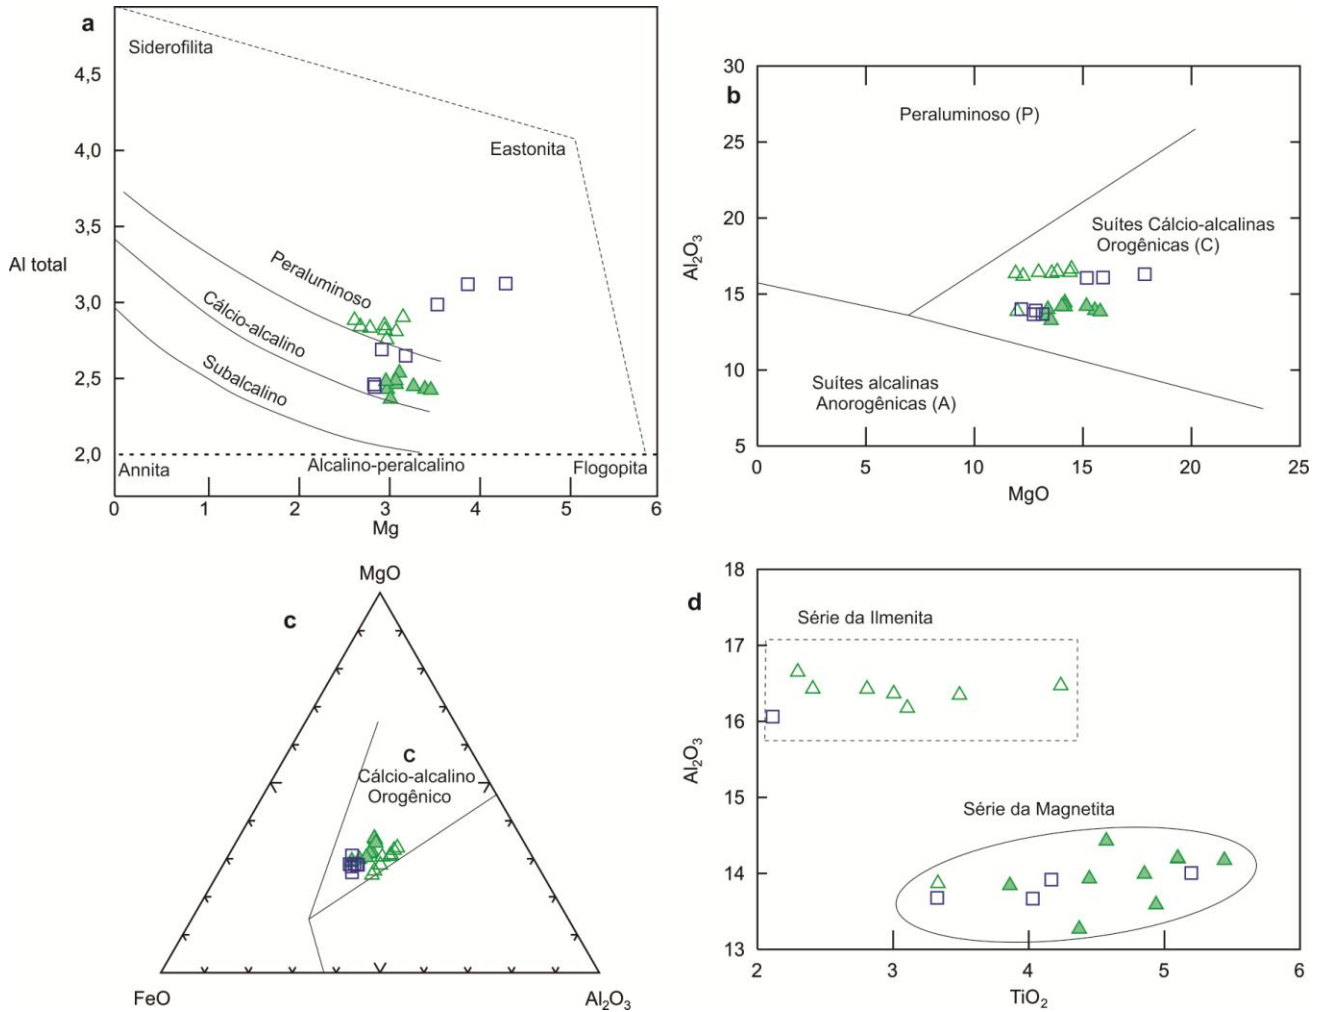 a
Siderofilita
4,5
4,0
Eastonita
3,5
Al total
Peraluminoso
3,0
Cálcio-alcalino
2,5
Subalcalino
2,0
Annita
Alcalino-peralcalino
Flogopita
0
1
2
3
4
5
6
Mg
b
30
25
20
15
10
5
Al2O3
Peraluminoso (P)
Suítes Cálcio-alcalinas
Orogênicas (C)
Suítes alcalinas
Anorogênicas (A)
0
5
10
15
20
25
MgO
c
MgO
c
Cálcio-alcalino
Orogênico
FeO
Al2O3
d
18
17
16
15
14
13
Al2O3
Série da Ilmenita
Série da Magnetita
2
3
4
5
6
TiO2